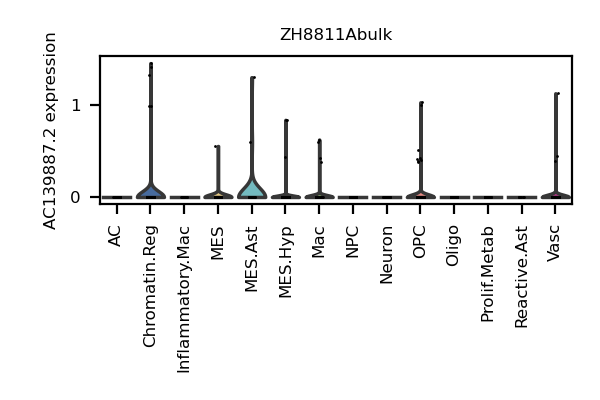 ZH8811Abulk
AC139887.2 expression
1
0
AC
Chromatin.Reg
Inflammatory.Mac
MES
MES.Ast
MES.Hyp
Mac
NPC
Neuron
OPC
Oligo
Prolif.Metab
Reactive.Ast
Vasc